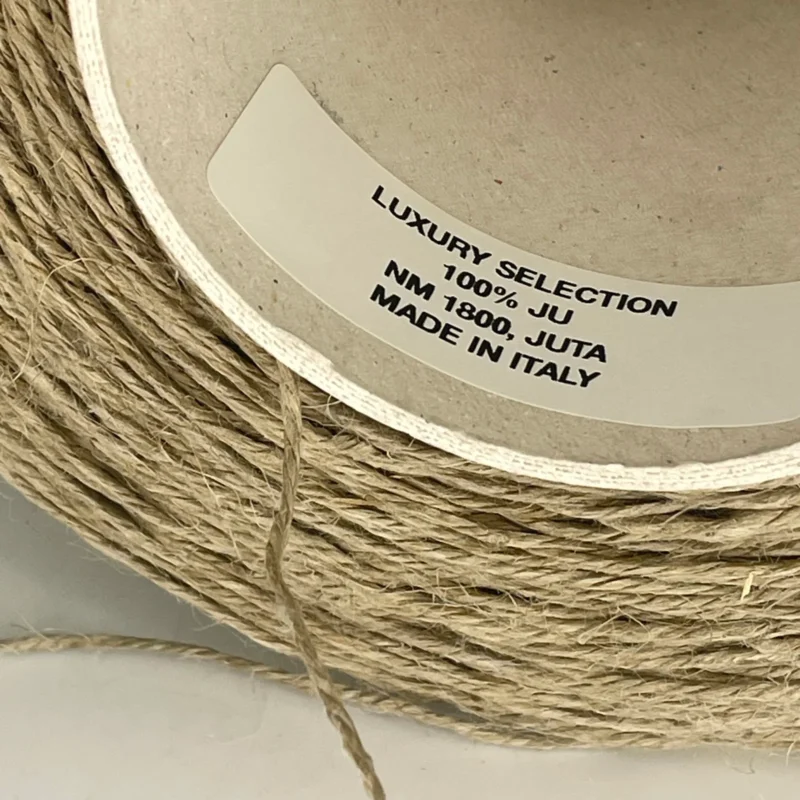 LUXURY SELECTION
100% JU
NM 1800, JUTA
MADE IN ITALY